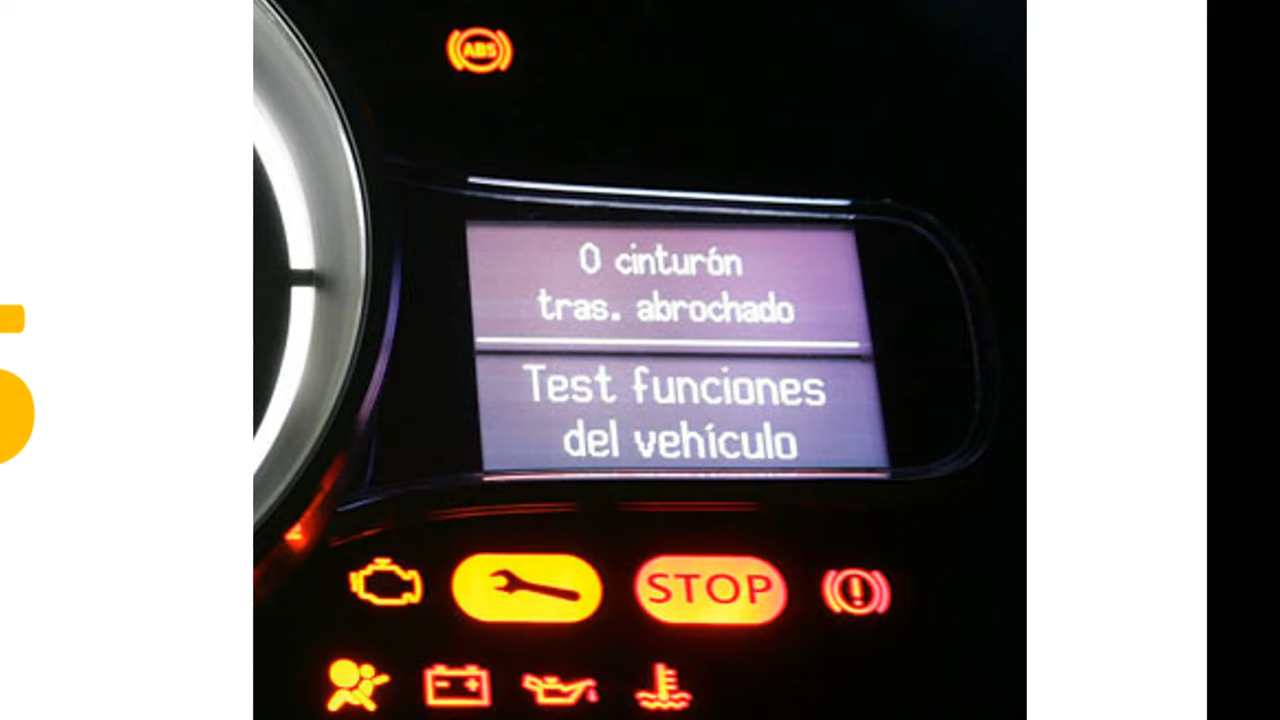 ABS
0 cinturón
tras. abrochado
Test funciones
del vehículo
STOP